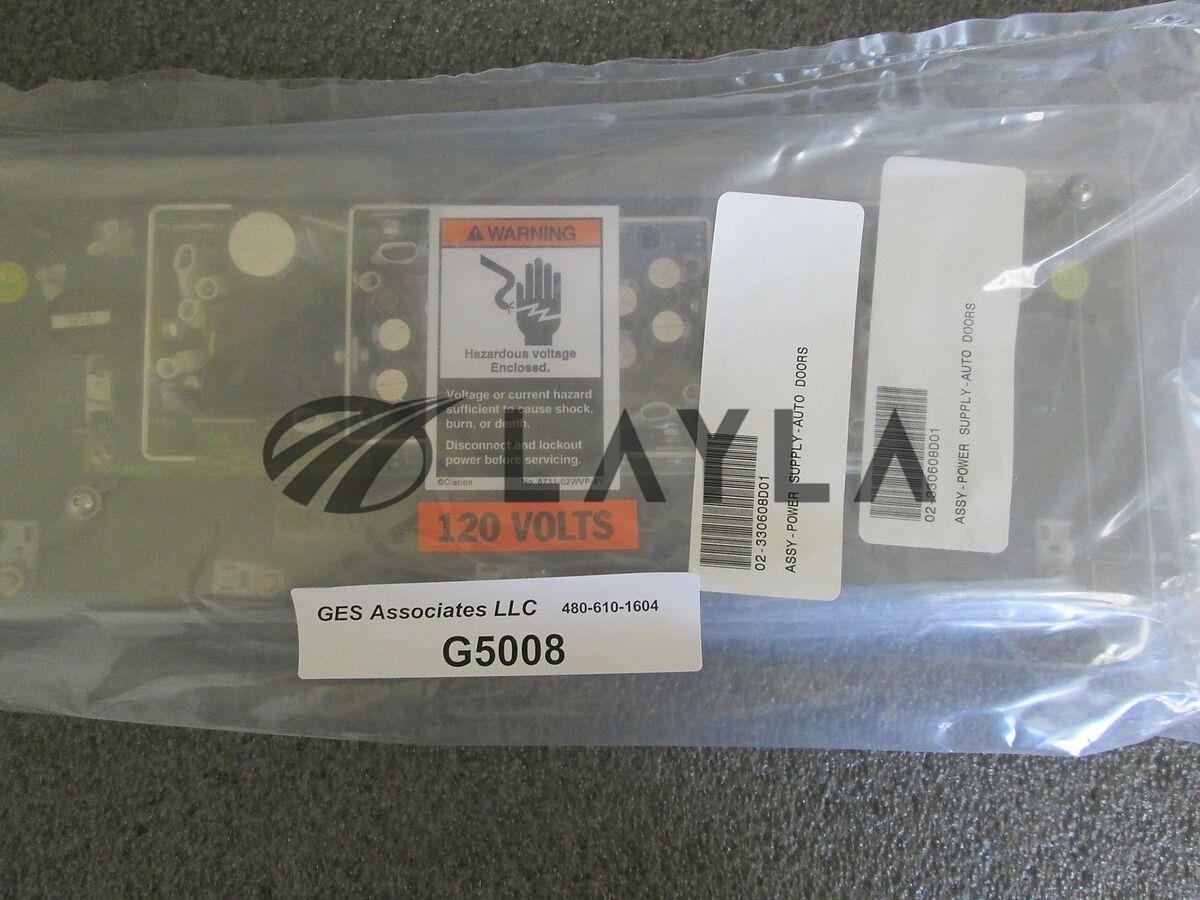 WARNING
Hazardous voltage
Enclosed.
Voltage or current hazard
sufficient to cause shock,
burn, or death.
Disconnect and lockout
power before servicing.
©Clarion
120 VOLTS
LAYLA
02-330608D01
ASSY-POWER SUPPLY-AUTO DOORS
02-330608D01
ASSY-POWER SUPPLY-AUTO DOORS
GES Associates LLC 480-610-1604
G5008